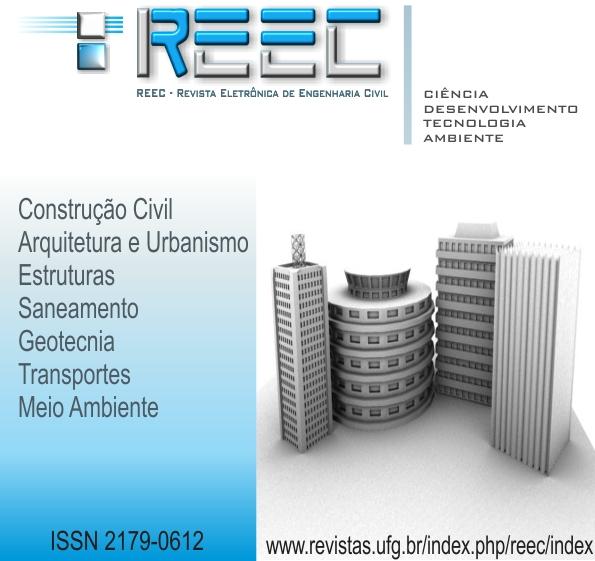 REEC
REEC - Revista Eletrônica de Engenharia Civil
CIÊNCIA
DESENVOLVIMENTO
TECNOLOGIA
AMBIENTE
Construção Civil
Arquitetura e Urbanismo
Estruturas
Saneamento
Geotecnia
Transportes
Meio Ambiente
ISSN 2179-0612
www.revistas.ufg.br/index.php/reec/index